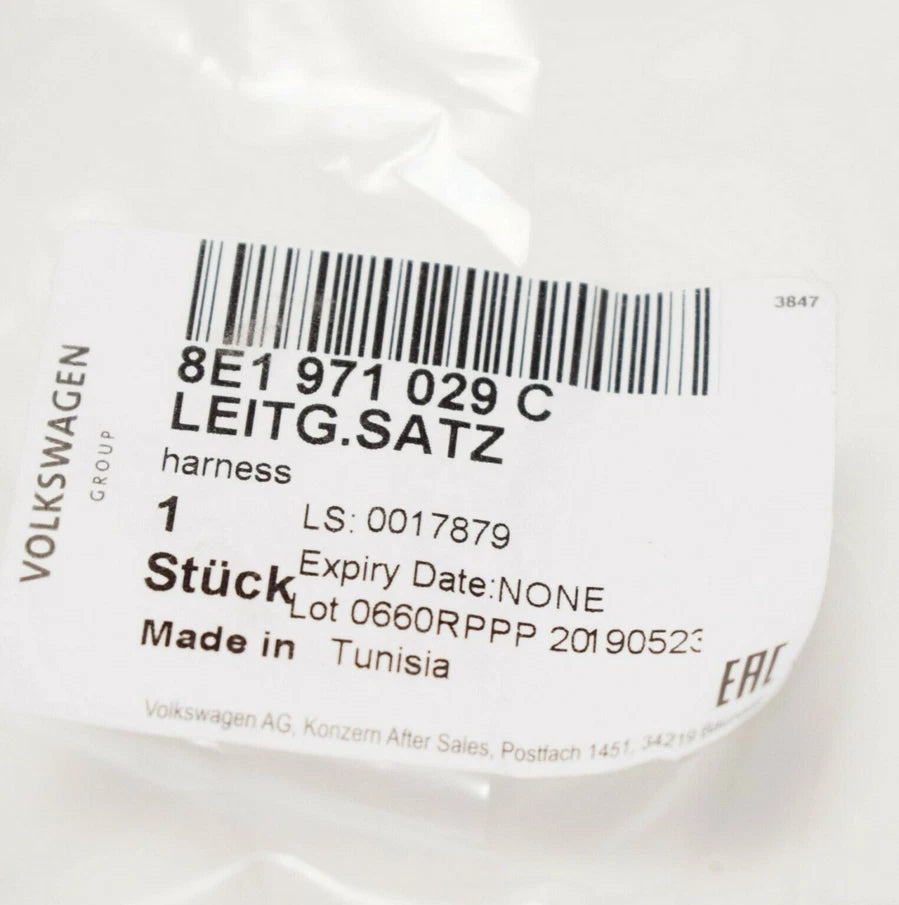 3847
8E1 971 029 C
LEITG.SATZ
harness
1
LS: 0017879
Stück
Expiry Date:NONE
Lot 0660RPPP 20190523
Made in Tunisia
EAC
Volkswagen AG, Konzern After Sales, Postfach 1451, 34219
VOLKSWAGEN
GROUP